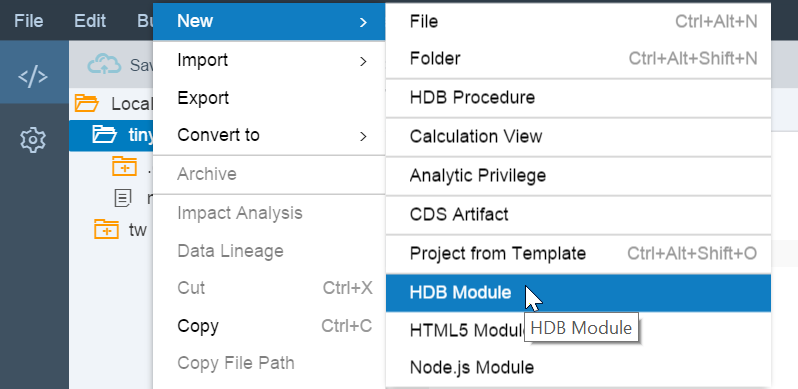 File Edit Bu
New >
Import >
Export
Convert to >
Archive
Impact Analysis
Data Lineage
Cut Ctrl+X
Copy Ctrl+C
Copy File Path
File Ctrl+Alt+N
Folder Ctrl+Alt+Shift+N
HDB Procedure
Calculation View
Analytic Privilege
CDS Artifact
Project from Template Ctrl+Alt+Shift+O
HDB Module
HDB Module
HTML5 Module
Node.js Module
</>
Sav
Local
tiny
.
tw